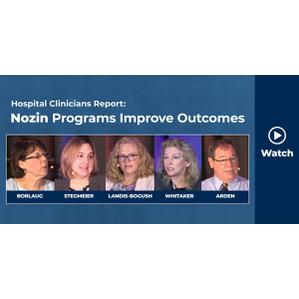 Hospital Clinicians Report:
Nozin Programs Improve Outcomes
Watch
BORLAUG STEGMEIER LANDIS-BOGUSH WHITAKER ARDEN